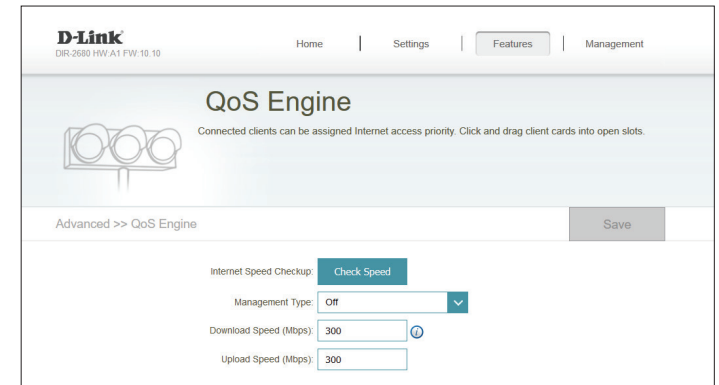 D-Link
DIR-2680 HW:A1 FW:10.10
Home | Settings | Features | Management
QoS Engine
Connected clients can be assigned Internet access priority. Click and drag client cards into open slots.
Advanced >> QoS Engine
Save
Internet Speed Checkup: Check Speed
Management Type: Off
Download Speed (Mbps): 300 i
Upload Speed (Mbps): 300